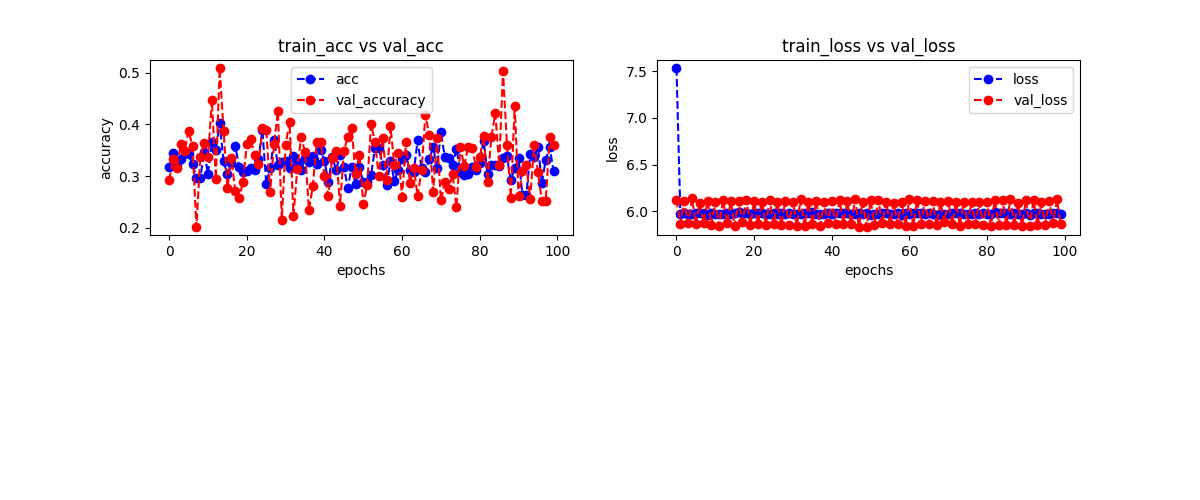 train_acc vs val_acc
acc
val_accuracy
accuracy
0.5
0.4
0.3
0.2
0 20 40 60 80 100
epochs
train_loss vs val_loss
loss
val_loss
loss
7.5
7.0
6.5
6.0
0 20 40 60 80 100
epochs